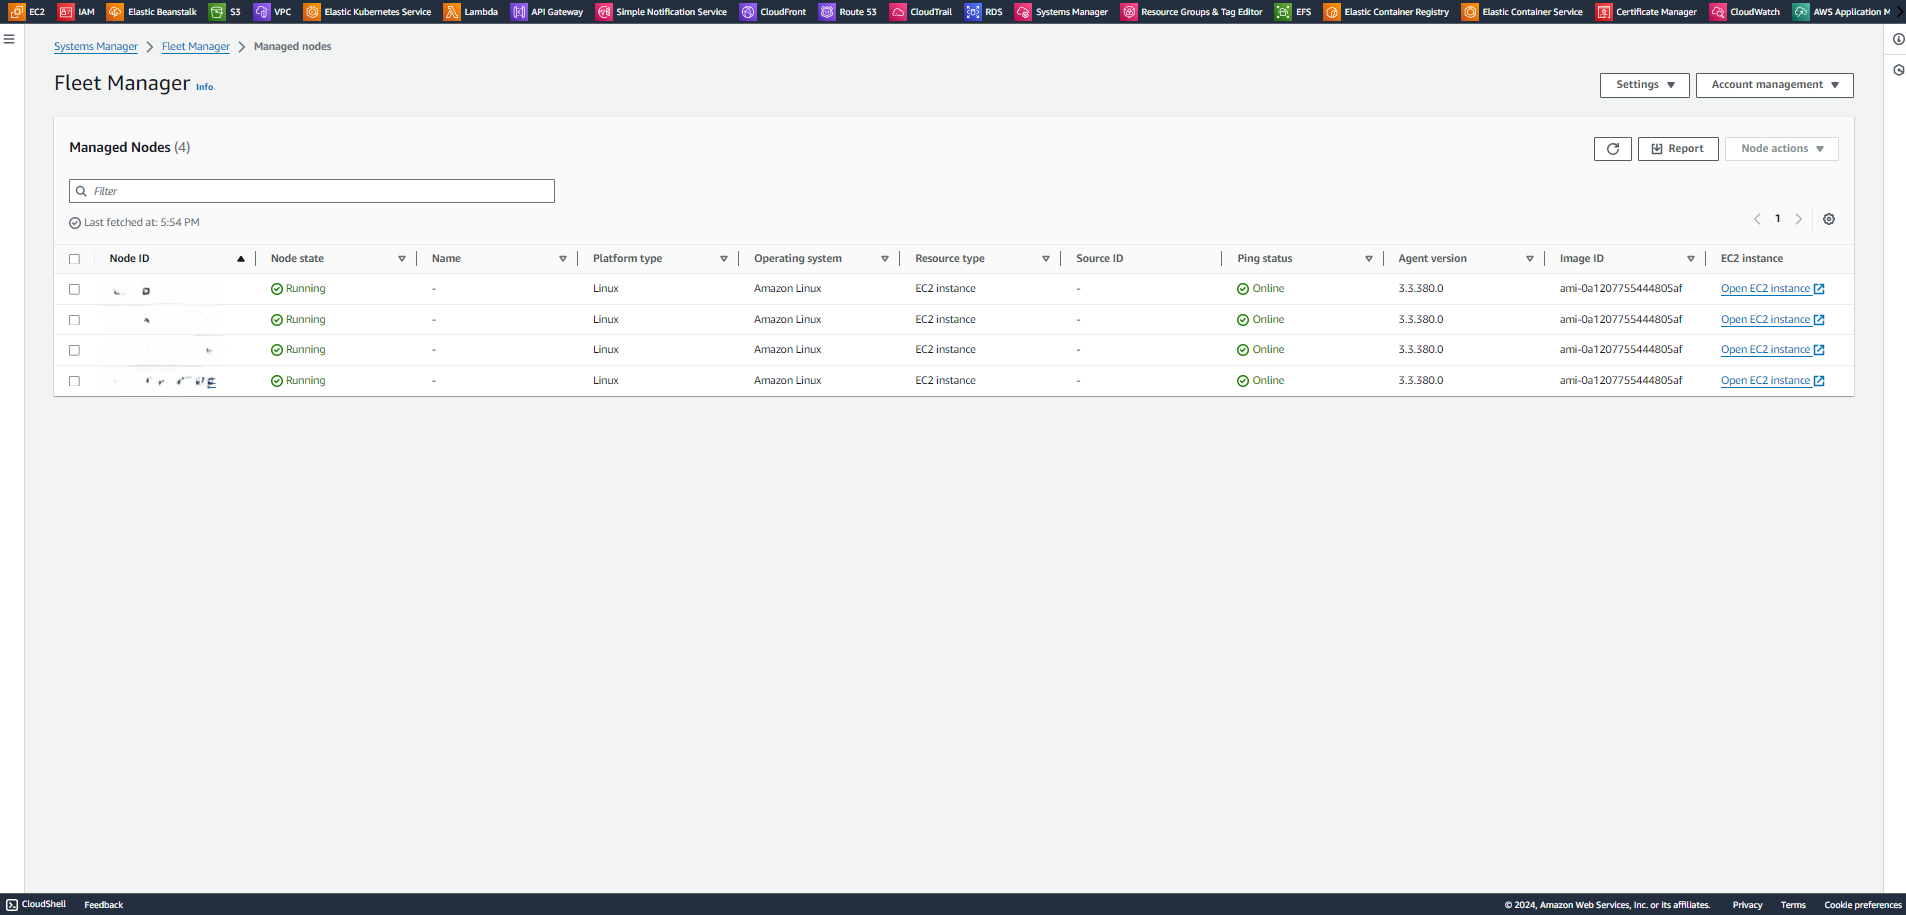 EC2 IAM Elastic Beanstalk S3 VPC Elastic Kubernetes Service Lambda API Gateway Simple Notification Service CloudFront Route 53 CloudTrail RDS Systems Manager Resource Groups & Tag Editor EFS Elastic Container Registry Elastic Container Service Certificate Manager CloudWatch AWS Application M
Systems Manager Fleet Manager Managed nodes
Fleet Manager Info
Settings Account management
Managed Nodes (4)
Report Node actions
Filter
Last fetched at: 5:54 PM
1
Node ID Node state Name Platform type Operating system Resource type Source ID Ping status Agent version Image ID EC2 instance
Running - Linux Amazon Linux EC2 instance - Online 3.3.380.0 ami-0a1207755444805af Open EC2 instance
Running - Linux Amazon Linux EC2 instance - Online 3.3.380.0 ami-0a1207755444805af Open EC2 instance
Running - Linux Amazon Linux EC2 instance - Online 3.3.380.0 ami-0a1207755444805af Open EC2 instance
Running - Linux Amazon Linux EC2 instance - Online 3.3.380.0 ami-0a1207755444805af Open EC2 instance
CloudShell Feedback © 2024, Amazon Web Services, Inc. or its affiliates. Privacy Terms Cookie preferences